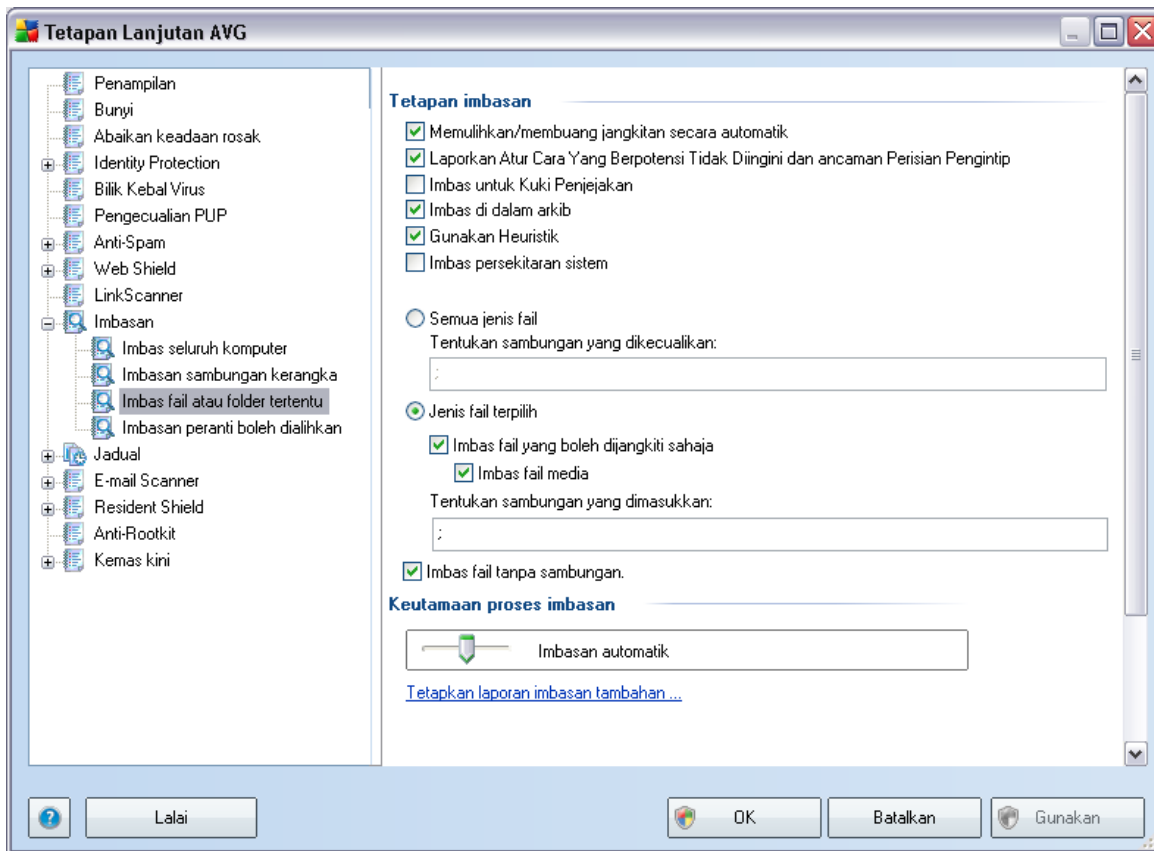 Tetapan Lanjutan AVG
Penampilan
Bunyi
Abaikan keadaan rosak
Identity Protection
Bilik Kebal Virus
Pengecualian PUP
Anti-Spam
Web Shield
LinkScanner
Imbasan
Imbas seluruh komputer
Imbasan sambungan kerangka
Imbas fail atau folder tertentu
Imbasan peranti boleh dialihkan
Jadual
E-mail Scanner
Resident Shield
Anti-Rootkit
Kemas kini
Tetapan imbasan
Memulihkan/membuang jangkitan secara automatik
Laporkan Atur Cara Yang Berpotensi Tidak Diingini dan ancaman Perisian Pengintip
Imbas untuk Kuki Penjejakan
Imbas di dalam arkib
Gunakan Heuristik
Imbas persekitaran sistem
Semua jenis fail
Tentukan sambungan yang dikecualikan:
;
Jenis fail terpilih
Imbas fail yang boleh dijangkiti sahaja
Imbas fail media
Tentukan sambungan yang dimasukkan:
;
Imbas fail tanpa sambungan.
Keutamaan proses imbasan
Imbasan automatik
Tetapkan laporan imbasan tambahan ...
?
Lalai
OK
Batalkan
Gunakan